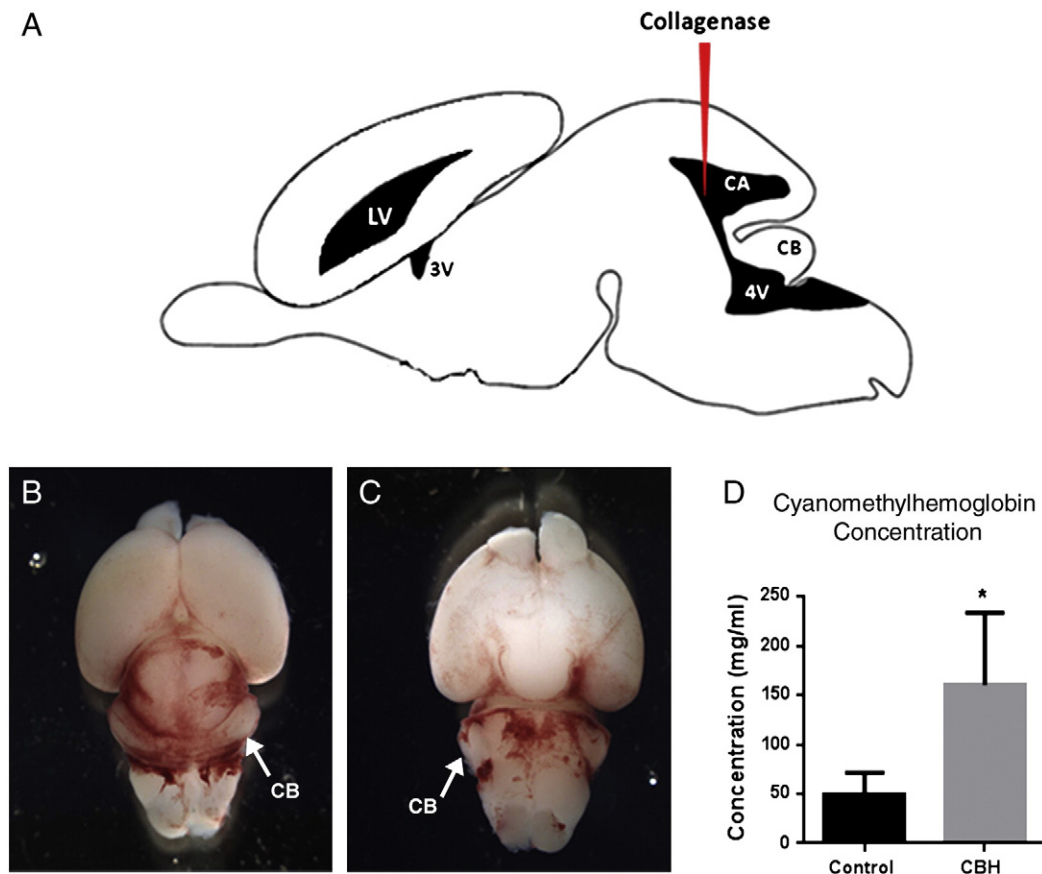 A
Collagenase
CA
LV
CB
3V
4V
B
CB
C
CB
D
Cyanomethylhemoglobin
Concentration
Concentration (mg/ml)
250
200
150
100
50
0
*
Control
CBH